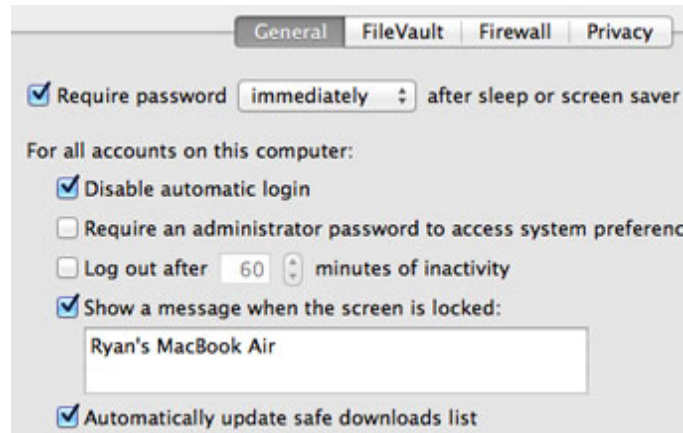 General FileVault Firewall Privacy
Require password immediately after sleep or screen saver
For all accounts on this computer:
Disable automatic login
Require an administrator password to access system preferenc
Log out after 60 minutes of inactivity
Show a message when the screen is locked:
Ryan's MacBook Air
Automatically update safe downloads list